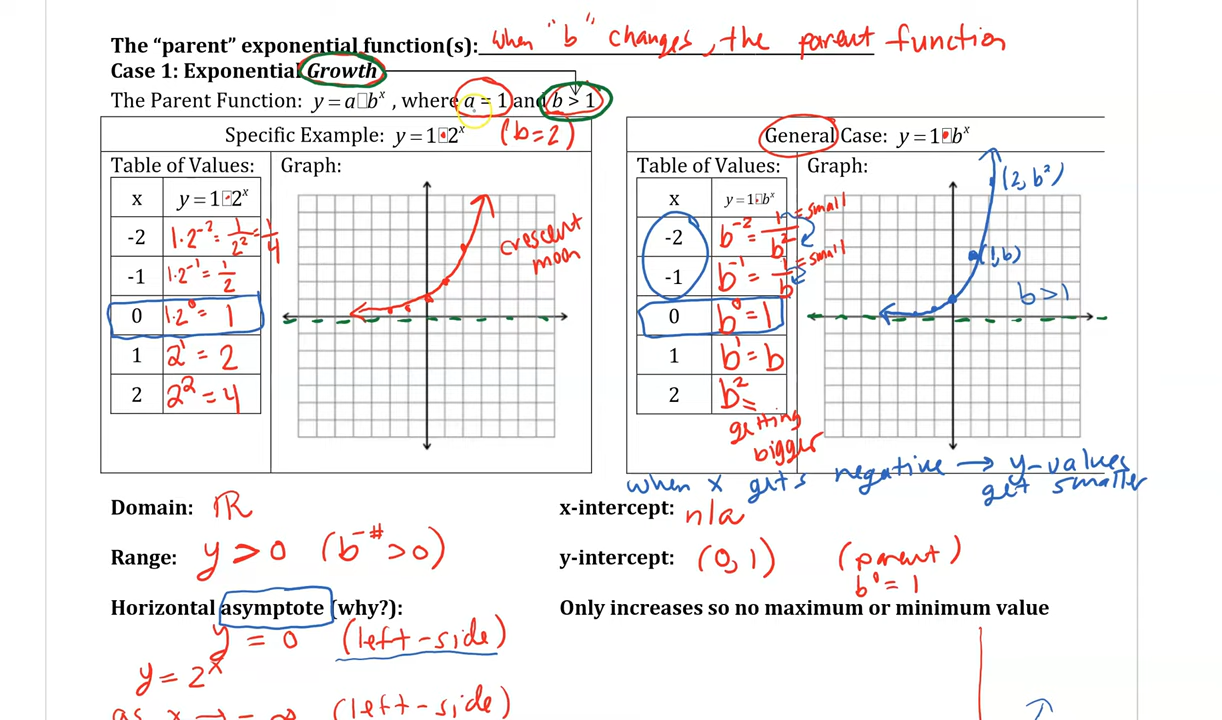 The “parent” exponential function(s): when "b" changes, the parent function
Case 1: Exponential Growth
The Parent Function: y = a□b^x , where a = 1 and b > 1
Specific Example: y = 1□2^x (b=2)
Table of Values:
Graph:
x y = 1□2^x
-2 1·2^-2 = 1/2^2 = 1/4
-1 1·2^-1 = 1/2
0 1·2^0 = 1
1 2^1 = 2
2 2^2 = 4
crescent
moon
General Case: y = 1□b^x
Table of Values:
Graph:
x y = 1□b^x
-2 b^-2 = 1/b^2 = small
-1 b^-1 = 1/b = small
0 b^0 = 1
1 b^1 = b
2 b^2 =
getting
bigger
(2, b^2)
(1, b)
b > 1
when x gets negative → y-values
get smaller
Domain: ℝ
x-intercept: n/a
Range: y > 0 (b^-# > 0)
y-intercept: (0, 1) (parent)
b^0 = 1
Horizontal asymptote (why?):
Only increases so no maximum or minimum value
y = 0 (left-side)
y = 2^x
as x → -∞ (left-side)